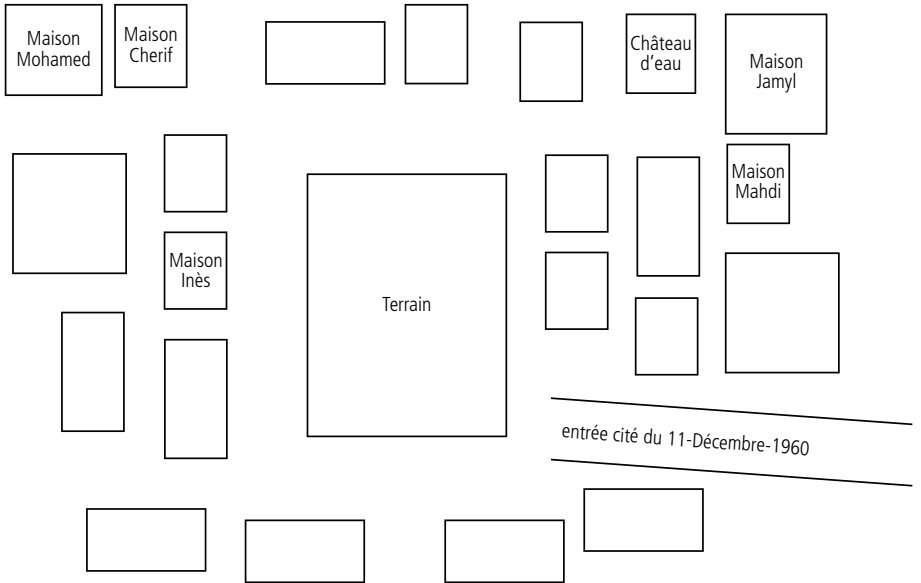 Maison
Mohamed
Maison
Cherif
Château
d'eau
Maison
Jamyl
Maison
Mahdi
Maison
Inès
Terrain
entrée cité du 11-Décembre-1960